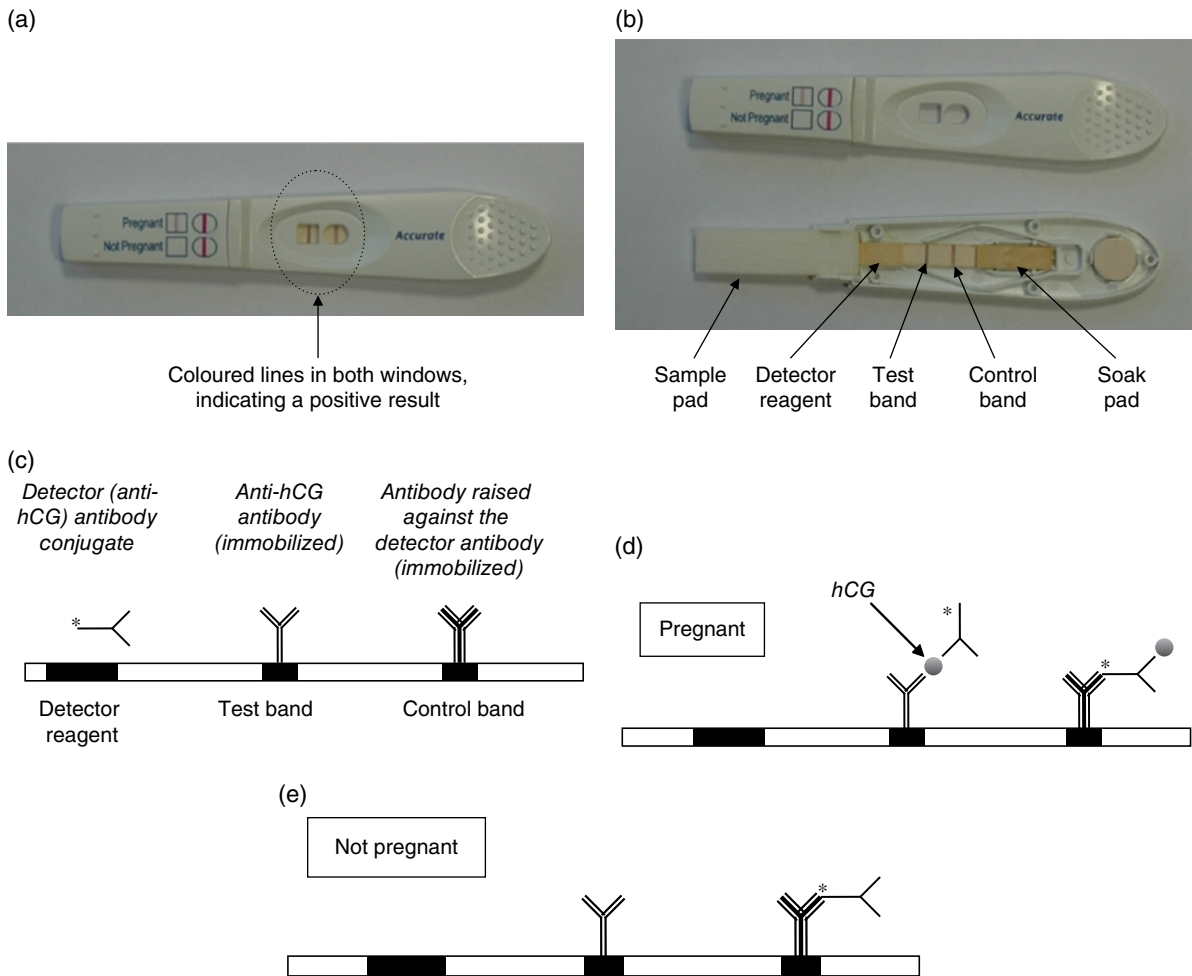 (a)
Pregnant
Not Pregnant
Accurate
Coloured lines in both windows,
indicating a positive result
(b)
Pregnant
Not Pregnant
Accurate
Sample
pad
Detector
reagent
Test
band
Control
band
Soak
pad
(c)
Detector (anti-
hCG) antibody
conjugate
Anti-hCG
antibody
(immobilized)
Antibody raised
against the
detector antibody
(immobilized)
*
Detector
reagent
Test band
Control band
(d)
Pregnant
hCG
*
*
(e)
Not pregnant
*